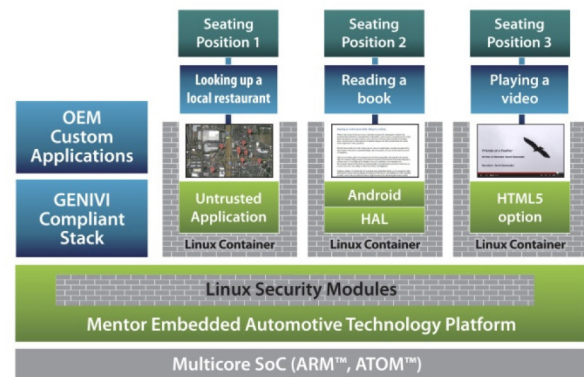 Seating
Position 1
Seating
Position 2
Seating
Position 3
Looking up a
local restaurant
Reading a
book
Playing a
video
OEM
Custom
Applications
GENIVI
Compliant
Stack
Untrusted
Application
Linux Container
Android
HAL
Linux Container
HTML5
option
Linux Container
Linux Security Modules
Mentor Embedded Automotive Technology Platform
Multicore SoC (ARM™, ATOM™)